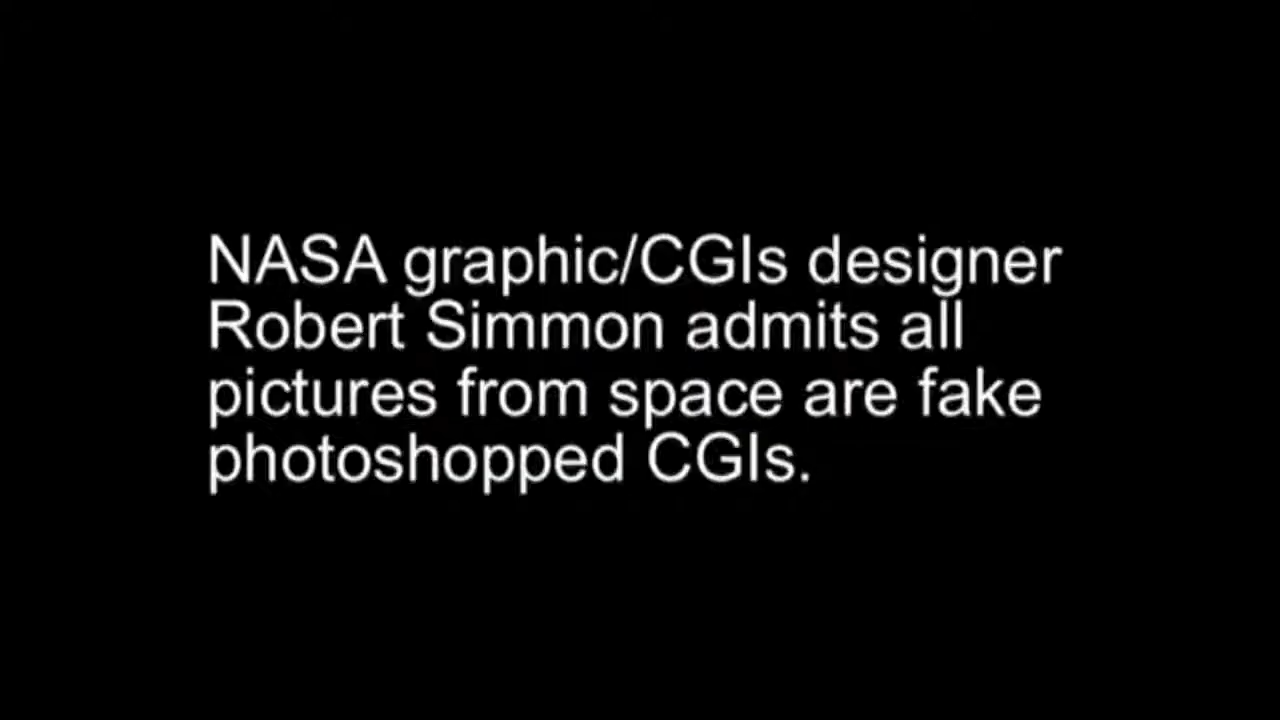 NASA graphic/CGIs designer
Robert Simmon admits all
pictures from space are fake
photoshopped CGIs.